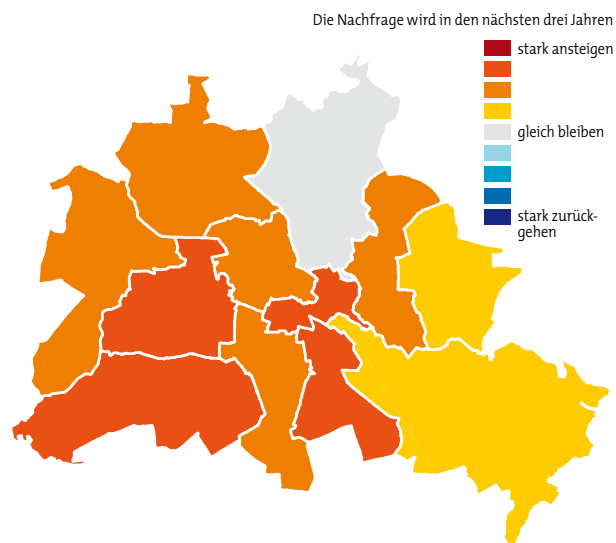 Die Nachfrage wird in den nächsten drei Jahren
stark ansteigen
gleich bleiben
stark zurück-
gehen